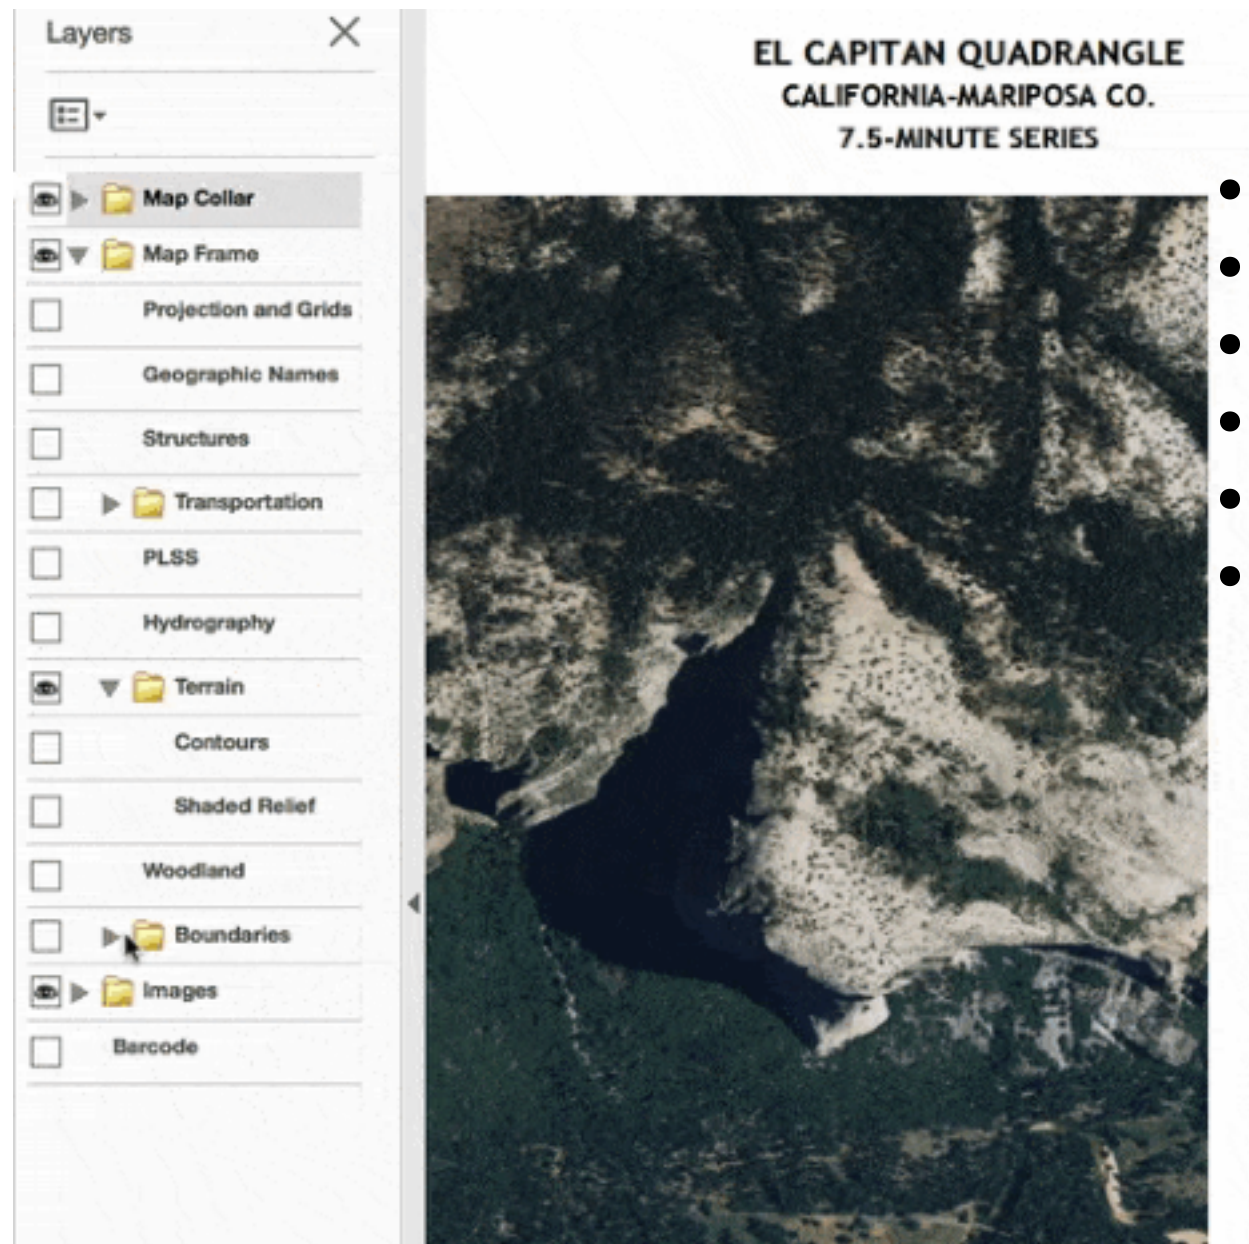 Layers
EL CAPITAN QUADRANGLE
CALIFORNIA-MARIPOSA CO.
7.5-MINUTE SERIES
Map Collar
Map Frame
Projection and Grids
Geographic Names
Structures
Transportation
PLSS
Hydrography
Terrain
Contours
Shaded Relief
Woodland
Boundaries
Images
Barcode